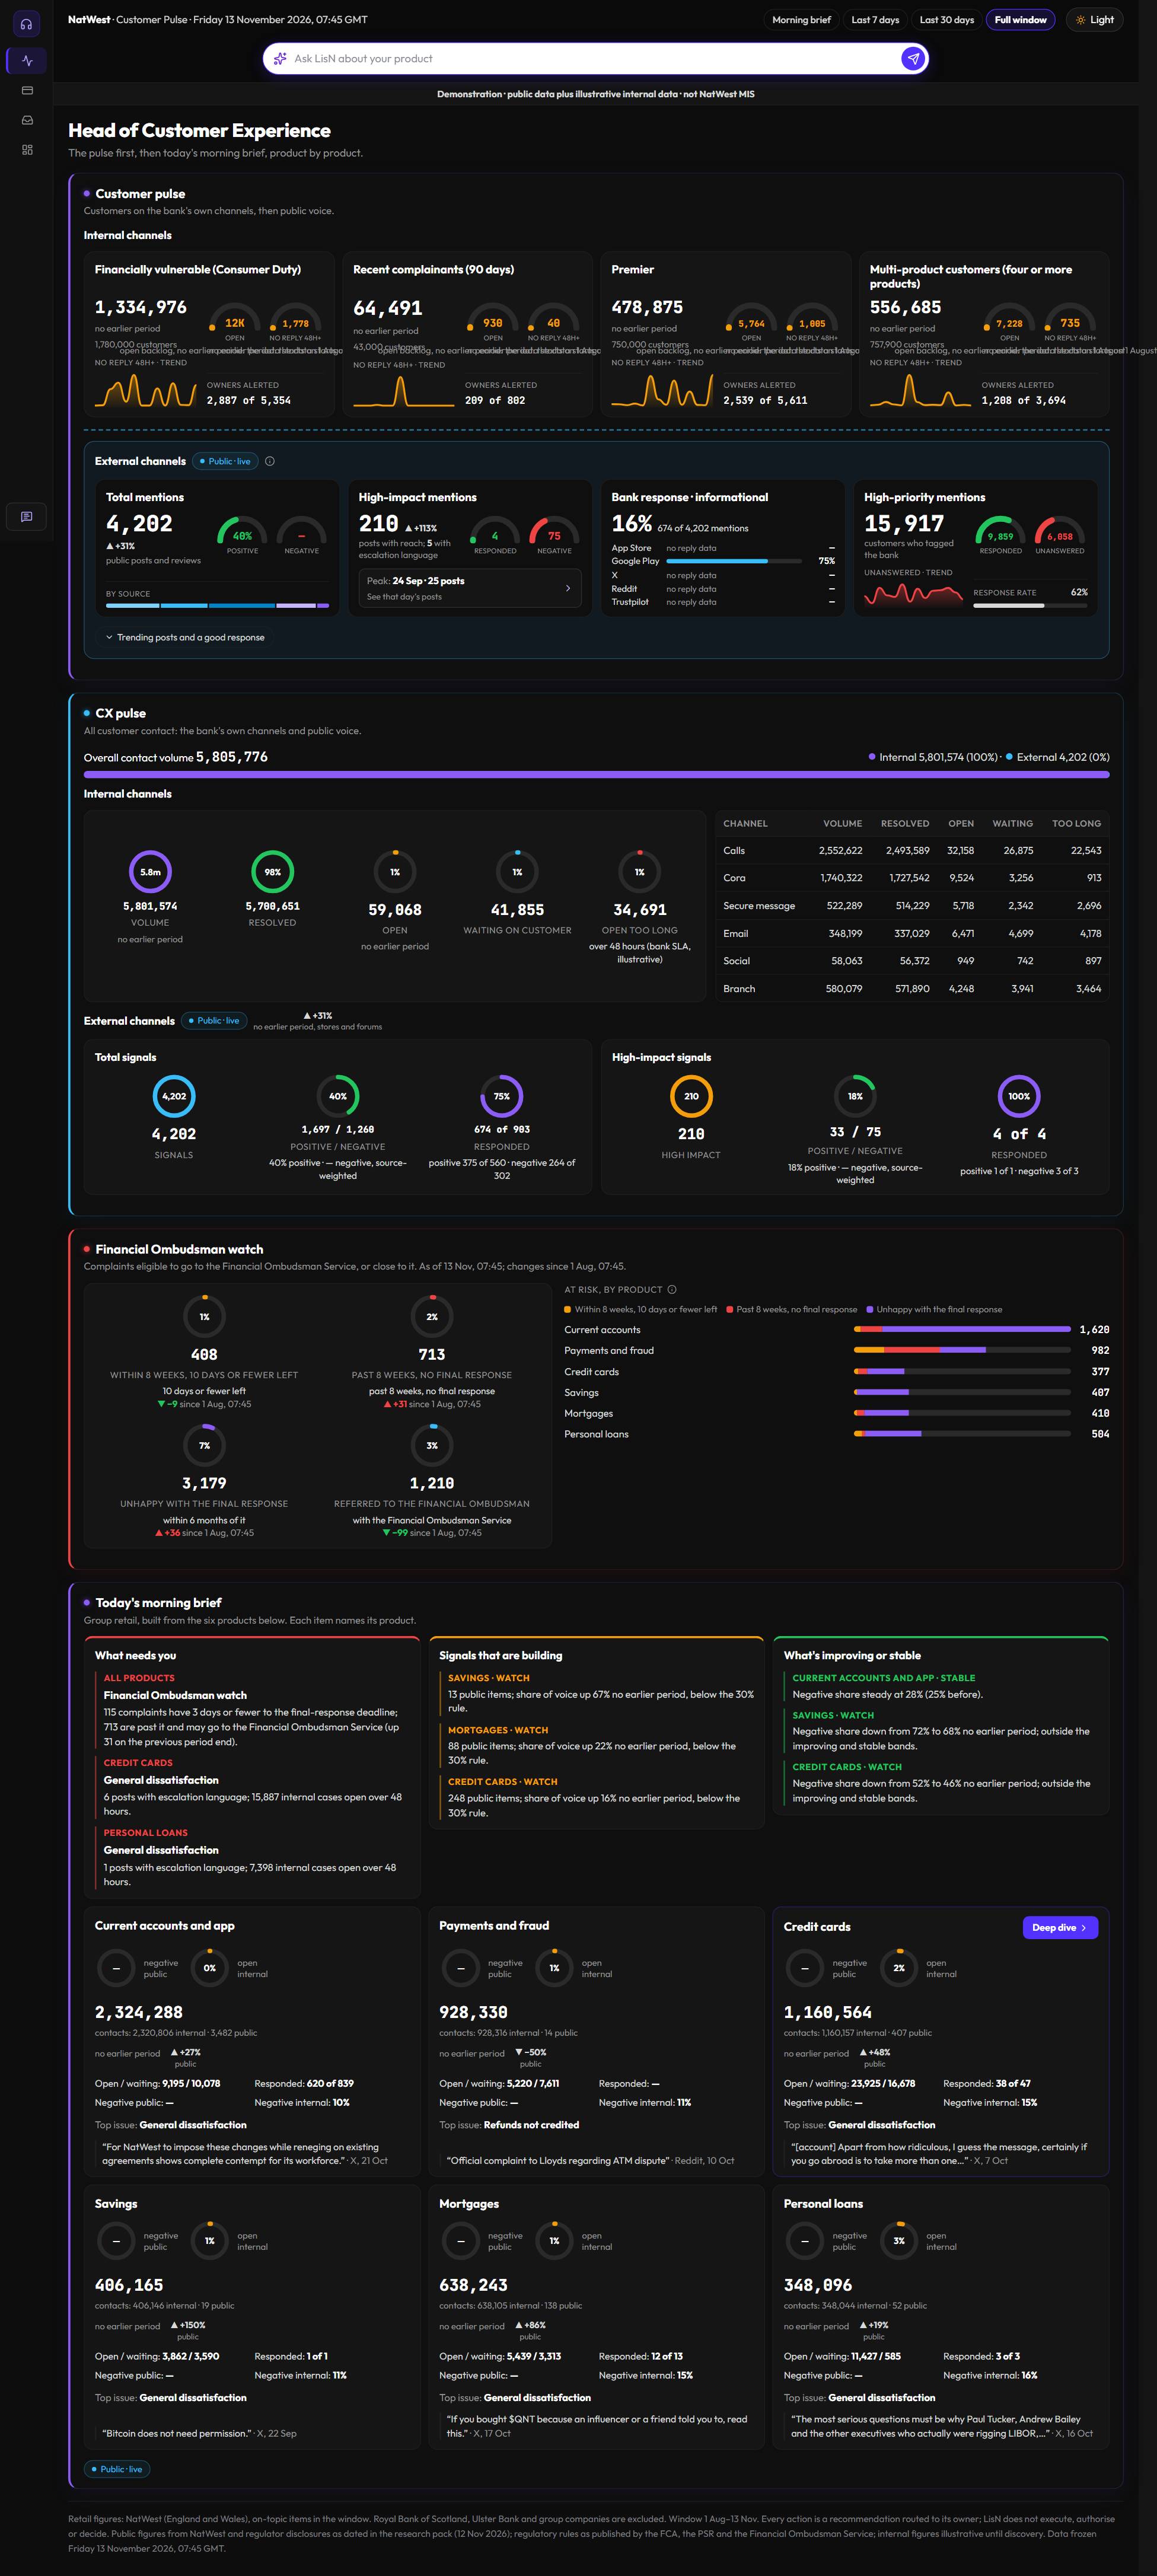 NatWest · Customer Pulse · Friday 13 November 2026, 07:45 GMT
Morning brief
Last 7 days
Last 30 days
Full window
Light
Ask LisN about your product
Demonstration · public data plus illustrative internal data · not NatWest MIS
Head of Customer Experience
The pulse first, then today's morning brief, product by product.
Customer pulse
Customers on the bank's own channels, then public voice.
Internal channels
Financially vulnerable (Consumer Duty)
1,334,976
no earlier period
1,780,000 customers
12K
OPEN
1,778
NO REPLY 48H+
open backlog, no earlier
NO REPLY 48H+ · TREND
OWNERS ALERTED
2,887 of 5,354
Recent complainants (90 days)
64,491
no earlier period
43,000 customers
930
OPEN
40
NO REPLY 48H+
open backlog, no earlier
NO REPLY 48H+ · TREND
OWNERS ALERTED
209 of 802
Premier
478,875
no earlier period
750,000 customers
5,764
OPEN
1,005
NO REPLY 48H+
open backlog, no earlier
NO REPLY 48H+ · TREND
OWNERS ALERTED
2,539 of 5,611
Multi-product customers (four or more
products)
556,685
no earlier period
757,900 customers
7,228
OPEN
735
NO REPLY 48H+
open backlog, no earlier
1 August
NO REPLY 48H+ · TREND
OWNERS ALERTED
1,208 of 3,694
External channels
Public · live
Total mentions
4,202
▲ +31%
public posts and reviews
40%
POSITIVE
–
NEGATIVE
BY SOURCE
High-impact mentions
210 ▲ +113%
posts with reach; 5 with
escalation language
4
RESPONDED
75
NEGATIVE
Peak: 24 Sep · 25 posts
See that day's posts
Bank response · informational
16% 674 of 4,202 mentions
App Store no reply data –
Google Play 75%
X no reply data –
Reddit no reply data –
Trustpilot no reply data –
High-priority mentions
15,917
customers who tagged
the bank
9,859
RESPONDED
6,058
UNANSWERED
UNANSWERED · TREND
RESPONSE RATE 62%
Trending posts and a good response
CX pulse
All customer contact: the bank's own channels and public voice.
Overall contact volume 5,805,776
Internal 5,801,574 (100%) · External 4,202 (0%)
Internal channels
5.8m
5,801,574
VOLUME
no earlier period
98%
5,700,651
RESOLVED
1%
59,068
OPEN
no earlier period
1%
41,855
WAITING ON CUSTOMER
1%
34,691
OPEN TOO LONG
over 48 hours (bank SLA,
illustrative)
CHANNEL VOLUME RESOLVED OPEN WAITING TOO LONG
Calls 2,552,622 2,493,589 32,158 26,875 22,543
Cora 1,740,322 1,727,542 9,524 3,256 913
Secure message 522,289 514,229 5,718 2,342 2,696
Email 348,199 337,029 6,471 4,699 4,178
Social 58,063 56,372 949 742 897
Branch 580,079 571,890 4,248 3,941 3,464
External channels
Public · live
▲ +31%
no earlier period, stores and forums
Total signals
4,202
4,202
SIGNALS
40%
1,697 / 1,260
POSITIVE / NEGATIVE
40% positive · — negative, source-
weighted
75%
674 of 903
RESPONDED
positive 375 of 560 · negative 264 of
302
High-impact signals
210
210
HIGH IMPACT
18%
33 / 75
POSITIVE / NEGATIVE
18% positive · — negative, source-
weighted
100%
4 of 4
RESPONDED
positive 1 of 1 · negative 3 of 3
Financial Ombudsman watch
Complaints eligible to go to the Financial Ombudsman Service, or close to it. As of 13 Nov, 07:45; changes since 1 Aug, 07:45.
1%
408
WITHIN 8 WEEKS, 10 DAYS OR FEWER LEFT
10 days or fewer left
▼ −9 since 1 Aug, 07:45
2%
713
PAST 8 WEEKS, NO FINAL RESPONSE
past 8 weeks, no final response
▲ +31 since 1 Aug, 07:45
7%
3,179
UNHAPPY WITH THE FINAL RESPONSE
within 6 months of it
▲ +36 since 1 Aug, 07:45
3%
1,210
REFERRED TO THE FINANCIAL OMBUDSMAN
with the Financial Ombudsman Service
▼ −99 since 1 Aug, 07:45
AT RISK, BY PRODUCT
Within 8 weeks, 10 days or fewer left
Past 8 weeks, no final response
Unhappy with the final response
Current accounts 1,620
Payments and fraud 982
Credit cards 377
Savings 407
Mortgages 410
Personal loans 504
Today's morning brief
Group retail, built from the six products below. Each item names its product.
What needs you
ALL PRODUCTS
Financial Ombudsman watch
115 complaints have 3 days or fewer to the final-response deadline;
713 are past it and may go to the Financial Ombudsman Service (up
31 on the previous period end).
CREDIT CARDS
General dissatisfaction
6 posts with escalation language; 15,887 internal cases open over 48
hours.
PERSONAL LOANS
General dissatisfaction
1 posts with escalation language; 7,398 internal cases open over 48
hours.
Signals that are building
SAVINGS · WATCH
13 public items; share of voice up 67% no earlier period, below the 30%
rule.
MORTGAGES · WATCH
88 public items; share of voice up 22% no earlier period, below the
30% rule.
CREDIT CARDS · WATCH
248 public items; share of voice up 16% no earlier period, below the
30% rule.
What's improving or stable
CURRENT ACCOUNTS AND APP · STABLE
Negative share steady at 28% (25% before).
SAVINGS · WATCH
Negative share down from 72% to 68% no earlier period; outside the
improving and stable bands.
CREDIT CARDS · WATCH
Negative share down from 52% to 46% no earlier period; outside the
improving and stable bands.
Current accounts and app
–
negative
public
0%
open
internal
2,324,288
contacts: 2,320,806 internal · 3,482 public
no earlier period ▲ +27%
public
Open / waiting: 9,195 / 10,078 Responded: 620 of 839
Negative public: — Negative internal: 10%
Top issue: General dissatisfaction
“For NatWest to impose these changes while reneging on existing
agreements shows complete contempt for its workforce.” · X, 21 Oct
Payments and fraud
–
negative
public
1%
open
internal
928,330
contacts: 928,316 internal · 14 public
no earlier period ▼ −50%
public
Open / waiting: 5,220 / 7,611 Responded: —
Negative public: — Negative internal: 11%
Top issue: Refunds not credited
“Official complaint to Lloyds regarding ATM dispute” · Reddit, 10 Oct
Credit cards
Deep dive
–
negative
public
2%
open
internal
1,160,564
contacts: 1,160,157 internal · 407 public
no earlier period ▲ +48%
public
Open / waiting: 23,925 / 16,678 Responded: 38 of 47
Negative public: — Negative internal: 15%
Top issue: General dissatisfaction
“[account] Apart from how ridiculous, I guess the message, certainly if
you go abroad is to take more than one…” · X, 7 Oct
Savings
–
negative
public
1%
open
internal
406,165
contacts: 406,146 internal · 19 public
no earlier period ▲ +150%
public
Open / waiting: 3,862 / 3,590 Responded: 1 of 1
Negative public: — Negative internal: 11%
Top issue: General dissatisfaction
“Bitcoin does not need permission.” · X, 22 Sep
Mortgages
–
negative
public
1%
open
internal
638,243
contacts: 638,105 internal · 138 public
no earlier period ▲ +86%
public
Open / waiting: 5,439 / 3,313 Responded: 12 of 13
Negative public: — Negative internal: 15%
Top issue: General dissatisfaction
“If you bought $QNT because an influencer or a friend told you to, read
this.” · X, 17 Oct
Personal loans
–
negative
public
3%
open
internal
348,096
contacts: 348,044 internal · 52 public
no earlier period ▲ +19%
public
Open / waiting: 11,427 / 585 Responded: 3 of 3
Negative public: — Negative internal: 16%
Top issue: General dissatisfaction
“The most serious questions must be why Paul Tucker, Andrew Bailey
and the other executives who actually were rigging LIBOR,…” · X, 16 Oct
Public · live
Retail figures: NatWest (England and Wales), on-topic items in the window. Royal Bank of Scotland, Ulster Bank and group companies are excluded. Window 1 Aug–13 Nov. Every action is a recommendation routed to its owner; LisN does not execute, authorise
or decide. Public figures from NatWest and regulator disclosures as dated in the research pack (12 Nov 2026); regulatory rules as published by the FCA, the PSR and the Financial Ombudsman Service; internal figures illustrative until discovery. Data frozen
Friday 13 November 2026, 07:45 GMT.